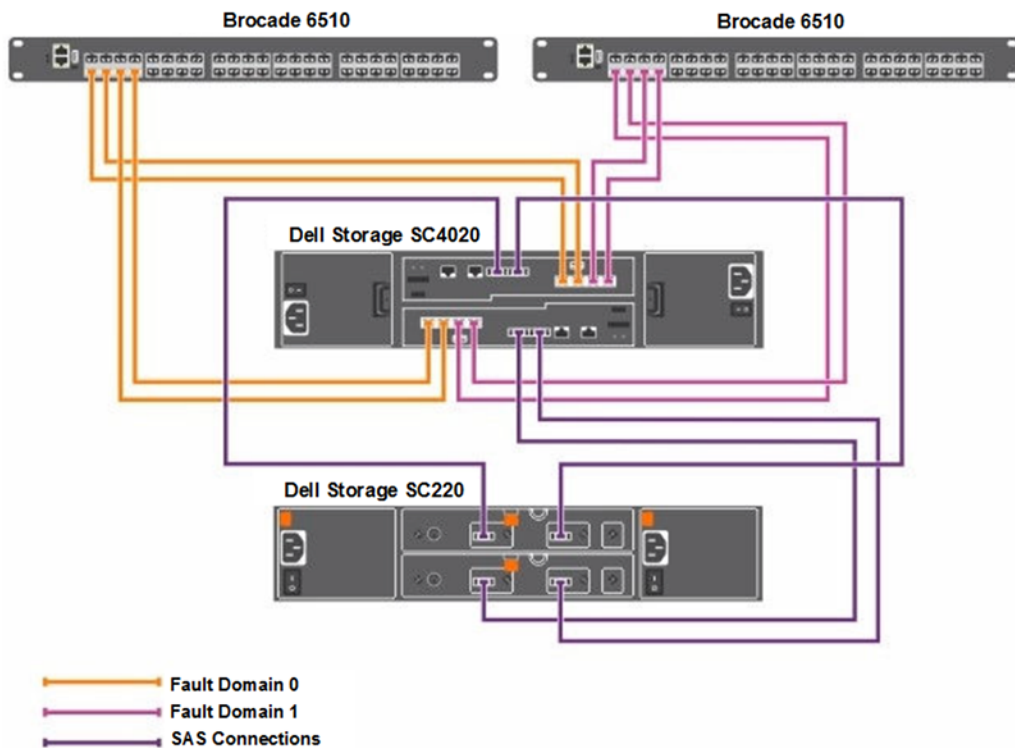 Brocade 6510
Brocade 6510
Dell Storage SC4020
Dell Storage SC220
Fault Domain 0
Fault Domain 1
SAS Connections